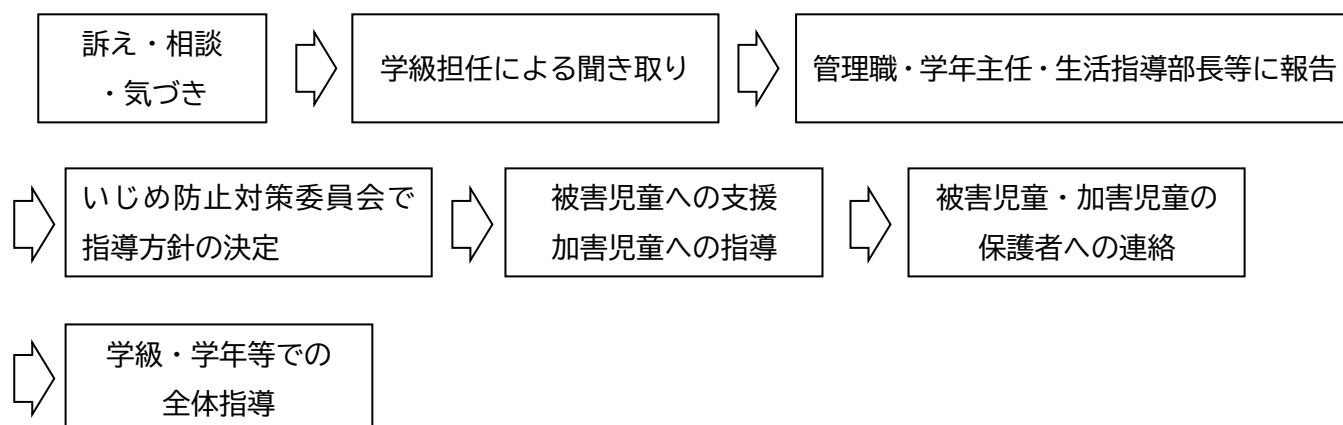 訴え・相談
・気づき
学級担任による聞き取り
管理職・学年主任・生活指導部長等に報告
いじめ防止対策委員会で
指導方針の決定
被害児童への支援
加害児童への指導
被害児童・加害児童の
保護者への連絡
学級・学年等での
全体指導